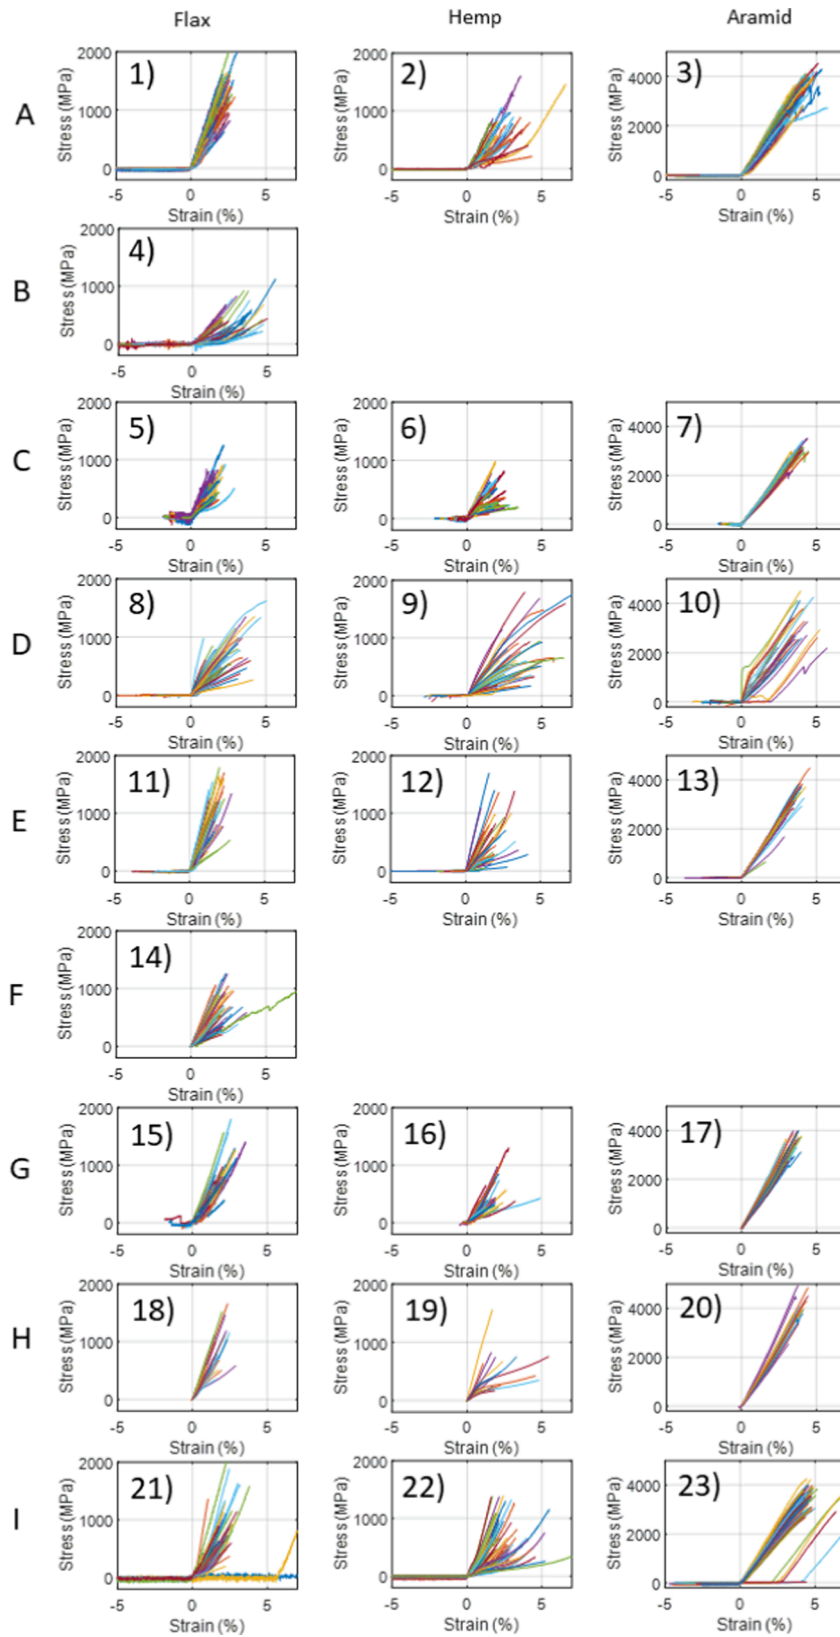 Flax Hemp Aramid
A
1) 2) 3)
Stress (MPa) Stress (MPa) Stress (MPa)
2000 2000
1000 1000 4000
0 0 2000
0
-5 0 5 -5 0 5 -5 0 5
Strain (%) Strain (%) Strain (%)
B
4)
Stress (MPa)
2000
1000
0
-5 0 5
Strain (%)
C
5) 6) 7)
Stress (MPa) Stress (MPa) Stress (MPa)
2000 2000
1000 1000 4000
0 0 2000
0
-5 0 5 -5 0 5 -5 0 5
Strain (%) Strain (%) Strain (%)
D
8) 9) 10)
Stress (MPa) Stress (MPa) Stress (MPa)
2000 2000
1000 1000 4000
0 0 2000
0
-5 0 5 -5 0 5 -5 0 5
Strain (%) Strain (%) Strain (%)
E
11) 12) 13)
Stress (MPa) Stress (MPa) Stress (MPa)
2000 2000
1000 1000 4000
0 0 2000
0
-5 0 5 -5 0 5 -5 0 5
Strain (%) Strain (%) Strain (%)
F
14)
Stress (MPa)
2000
1000
0
-5 0 5
Strain (%)
G
15) 16) 17)
Stress (MPa) Stress (MPa) Stress (MPa)
2000 2000
1000 1000 4000
0 0 2000
0
-5 0 5 -5 0 5 -5 0 5
Strain (%) Strain (%) Strain (%)
H
18) 19) 20)
Stress (MPa) Stress (MPa) Stress (MPa)
2000 2000
1000 1000 4000
0 0 2000
0
-5 0 5 -5 0 5 -5 0 5
Strain (%) Strain (%) Strain (%)
I
21) 22) 23)
Stress (MPa) Stress (MPa) Stress (MPa)
2000 2000
1000 1000 4000
0 0 2000
0
-5 0 5 -5 0 5 -5 0 5
Strain (%) Strain (%) Strain (%)